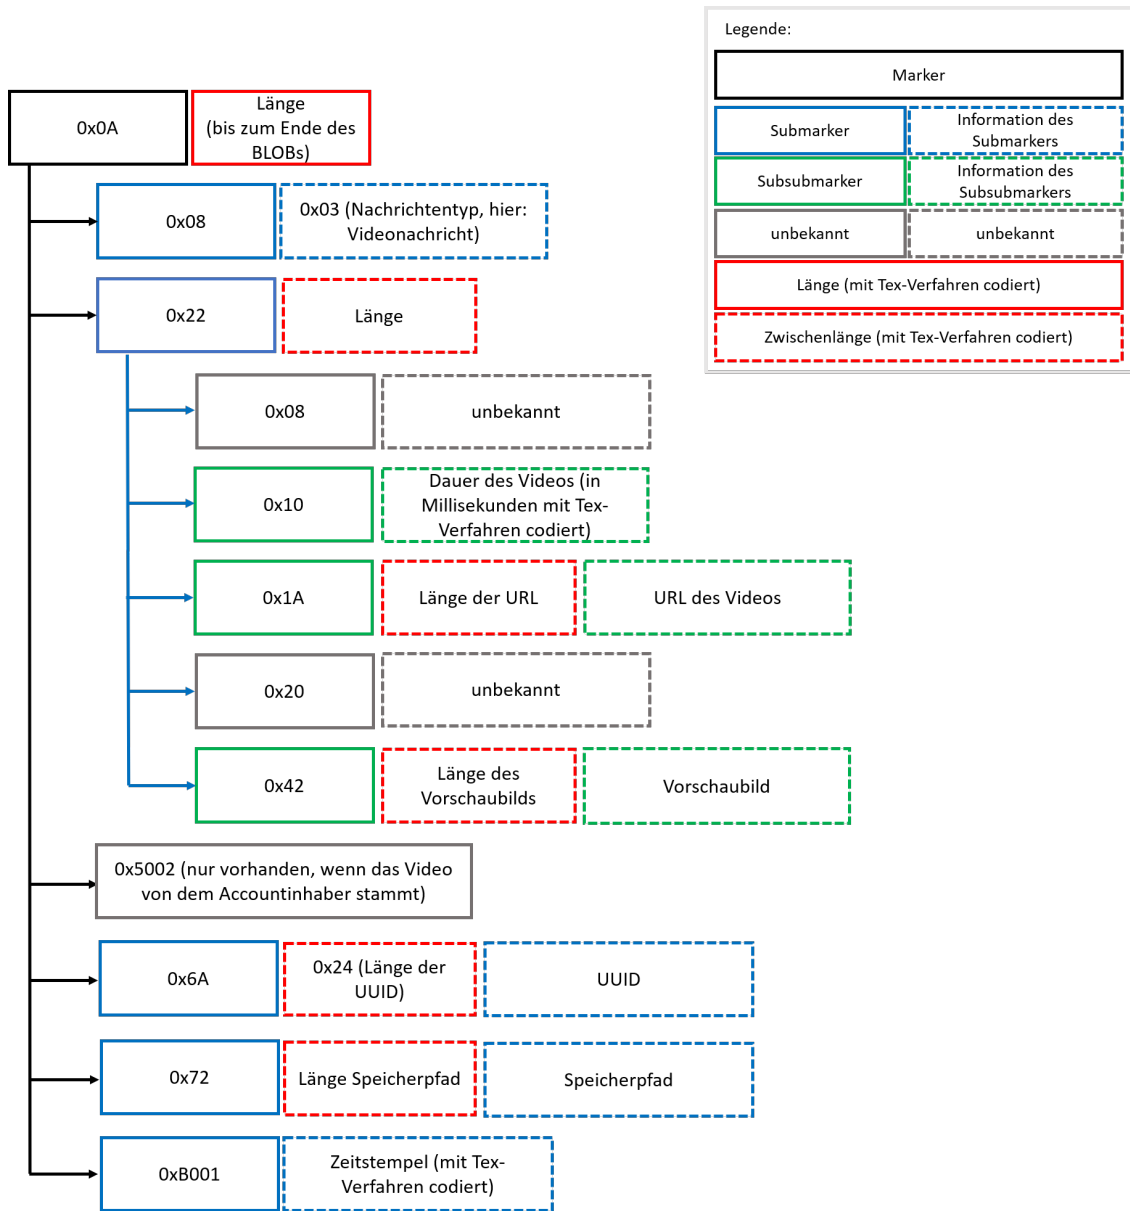 Legende:
Marker
Submarker
Information des
Submarkers
Subsubmarker
Information des
Subsubmarkers
unbekannt
unbekannt
Länge (mit Tex-Verfahren codiert)
Zwischenlänge (mit Tex-Verfahren codiert)
0x0A
Länge
(bis zum Ende des
BLOBs)
0x08
0x03 (Nachrichtentyp, hier:
Videonachricht)
0x22
Länge
0x08
unbekannt
0x10
Dauer des Videos (in
Millisekunden mit Tex-
Verfahren codiert)
0x1A
Länge der URL
URL des Videos
0x20
unbekannt
0x42
Länge des
Vorschaubilds
Vorschaubild
0x5002 (nur vorhanden, wenn das Video
von dem Accountinhaber stammt)
0x6A
0x24 (Länge der
UUID)
UUID
0x72
Länge Speicherpfad
Speicherpfad
0xB001
Zeitstempel (mit Tex-
Verfahren codiert)